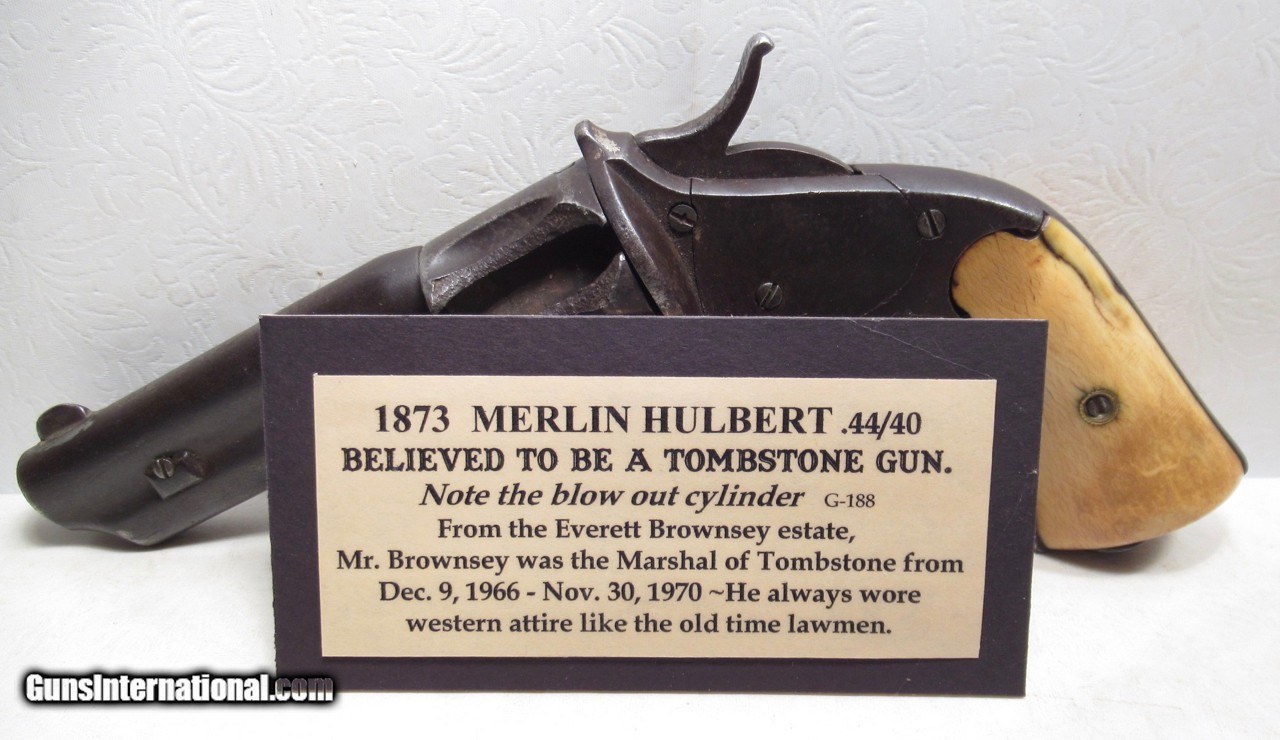 1873 MERLIN HULBERT .44/40
BELIEVED TO BE A TOMBSTONE GUN.
Note the blow out cylinder G-188
From the Everett Brownsey estate,
Mr. Brownsey was the Marshal of Tombstone from
Dec. 9, 1966 - Nov. 30, 1970 ~He always wore
western attire like the old time lawmen.
GunsInternational.com